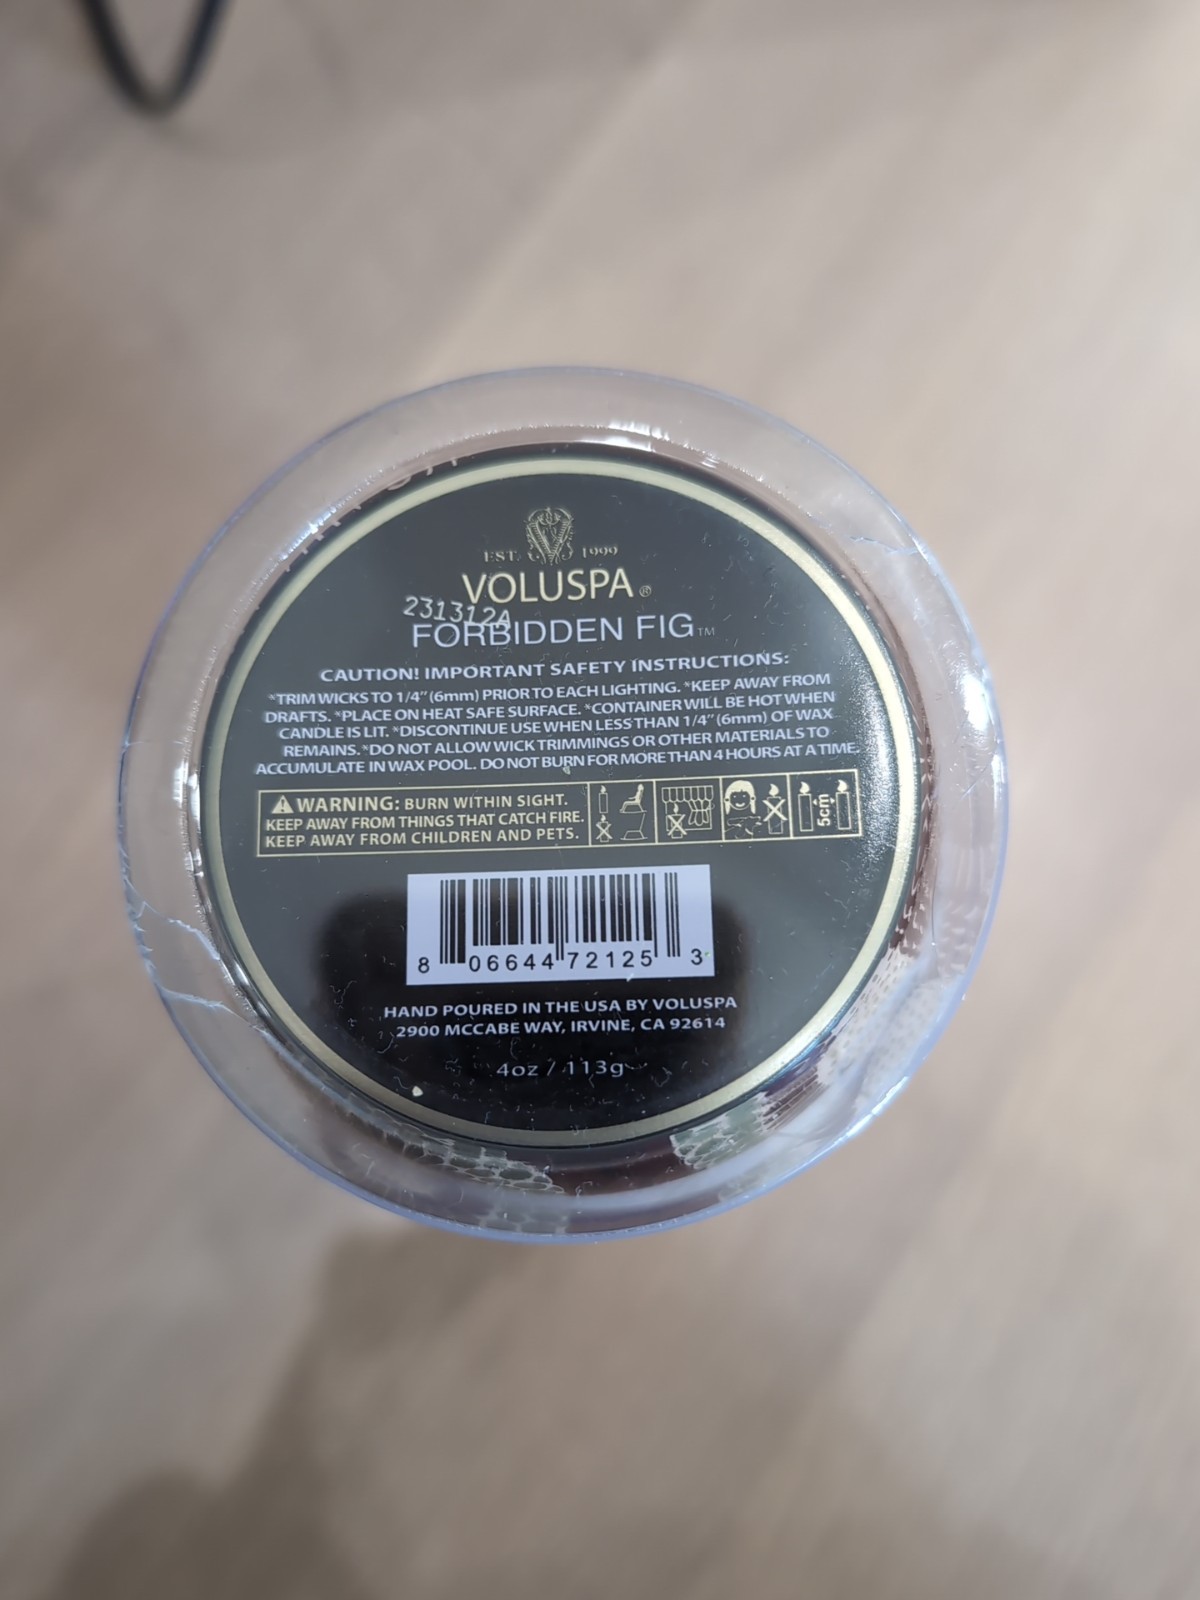 EST. 1999
VOLUSPA®
231312A
FORBIDDEN FIG™
CAUTION! IMPORTANT SAFETY INSTRUCTIONS:
*TRIM WICKS TO 1/4" (6mm) PRIOR TO EACH LIGHTING. *KEEP AWAY FROM
DRAFTS. *PLACE ON HEAT SAFE SURFACE. *CONTAINER WILL BE HOT WHEN
CANDLE IS LIT. *DISCONTINUE USE WHEN LESS THAN 1/4" (6mm) OF WAX
REMAINS. *DO NOT ALLOW WICK TRIMMINGS OR OTHER MATERIALS TO
ACCUMULATE IN WAX POOL. DO NOT BURN FOR MORE THAN 4 HOURS AT A TIME.
WARNING: BURN WITHIN SIGHT.
KEEP AWAY FROM THINGS THAT CATCH FIRE.
KEEP AWAY FROM CHILDREN AND PETS.
5cm
8 06644 72125 3
HAND POURED IN THE USA BY VOLUSPA
2900 MCCABE WAY, IRVINE, CA 92614
4oz / 113g